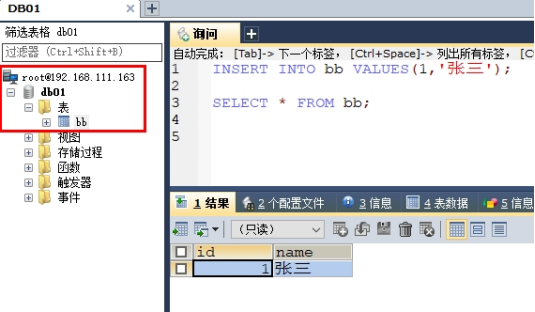 DB01
筛选表格 db01
过滤器 (Ctrl+Shift+B)
root@192.168.111.163
db01
表
bb
视图
存储过程
函数
触发器
事件
询问
自动完成: [Tab]-> 下一个标签, [Ctrl+Space]-> 列出所有标签, [C
1 INSERT INTO bb VALUES(1,'张三');
2
3 SELECT * FROM bb;
4
5
1 结果 2 个配置文件 3 信息 4 表数据 5 信息
(只读)
id name
1 张三